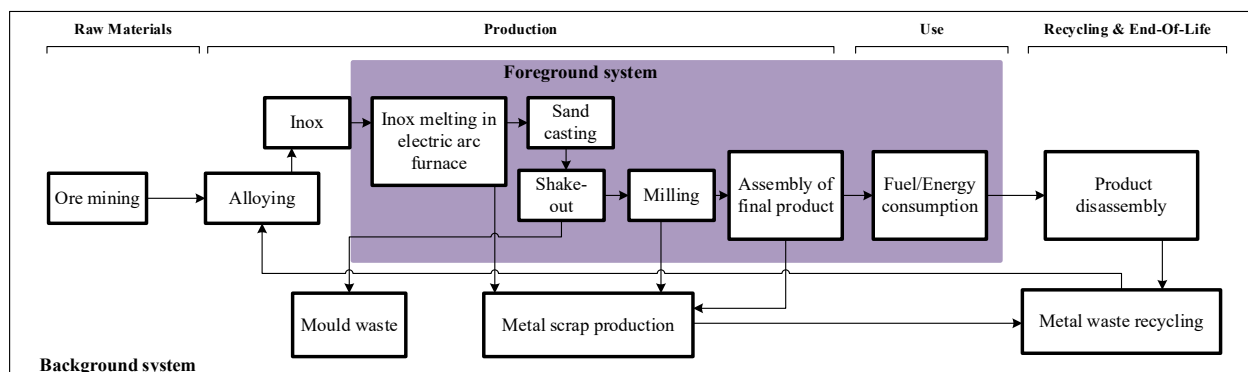 Raw Materials
Production
Use
Recycling & End-Of-Life
Foreground system
Inox
Inox melting in
electric arc
furnace
Sand
casting
Ore mining
Alloying
Shake-
out
Milling
Assembly of
final product
Fuel/Energy
consumption
Product
disassembly
Mould waste
Metal scrap production
Metal waste recycling
Background system